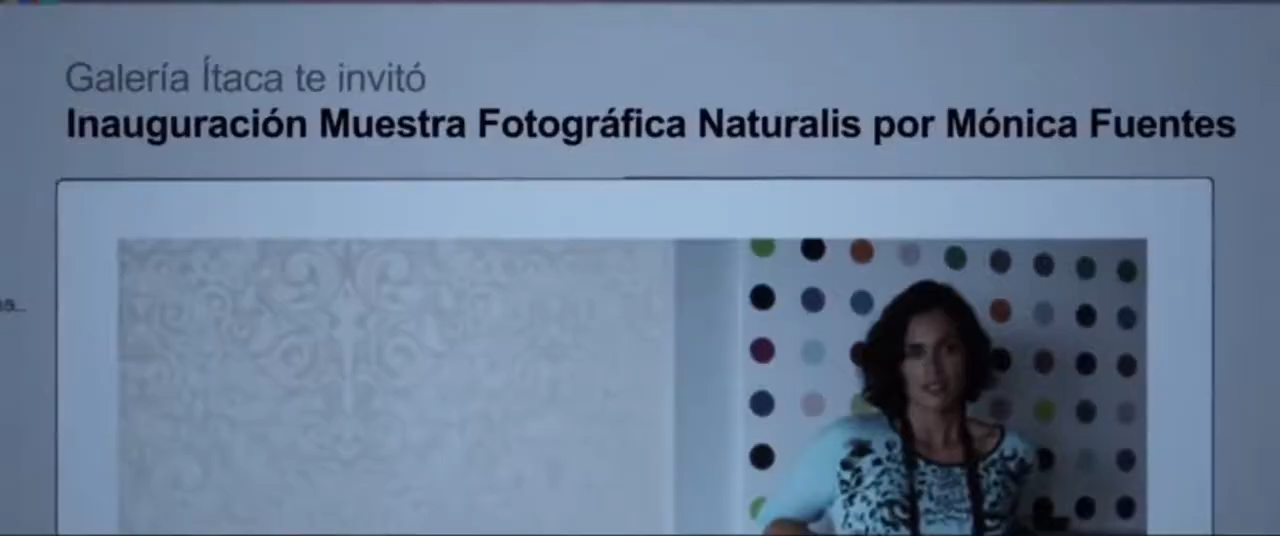 Galería Ítaca te invitó
Inauguración Muestra Fotográfica Naturalis por Mónica Fuentes